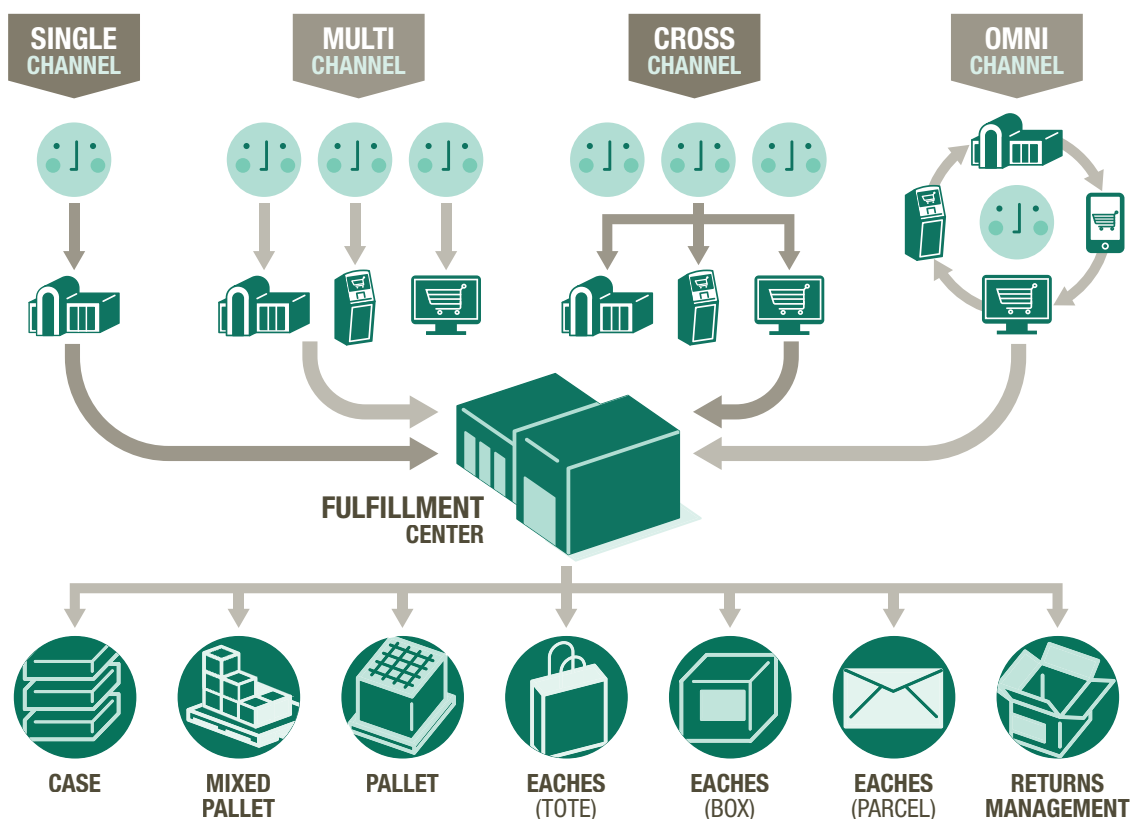 SINGLE
CHANNEL
MULTI
CHANNEL
CROSS
CHANNEL
OMNI
CHANNEL
FULFILLMENT
CENTER
CASE
MIXED
PALLET
PALLET
EACHES
(TOTE)
EACHES
(BOX)
EACHES
(PARCEL)
RETURNS
MANAGEMENT